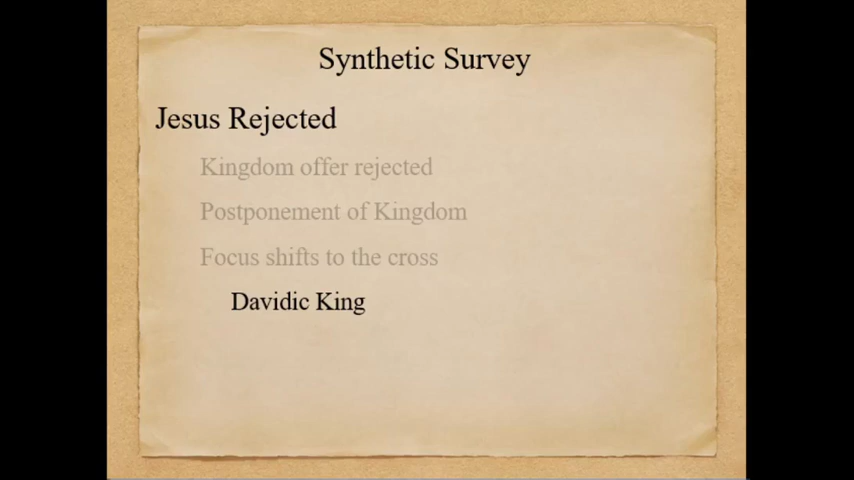 Synthetic Survey
Jesus Rejected
Kingdom offer rejected
Postponement of Kingdom
Focus shifts to the cross
Davidic King